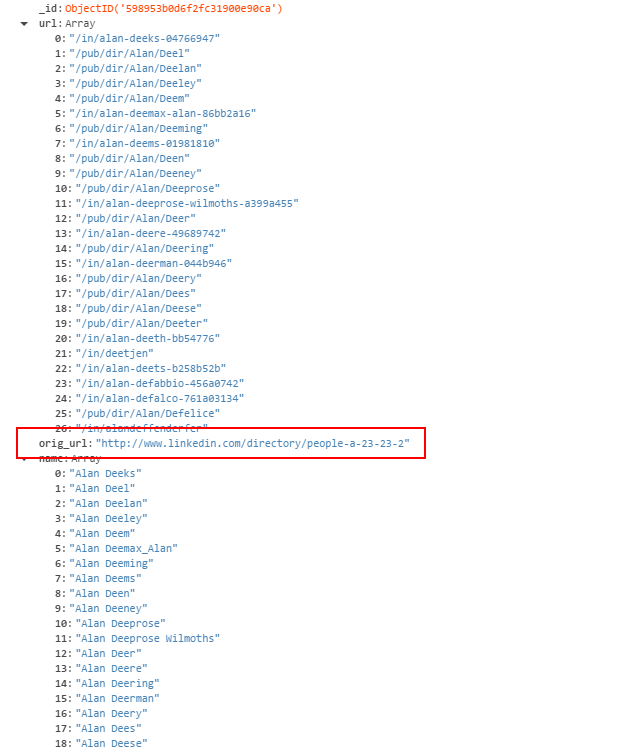 _id: ObjectID('598953b0d6f2fc31900e90ca')
url: Array
0: "/in/alan-deeks-04766947"
1: "/pub/dir/Alan/Deel"
2: "/pub/dir/Alan/Deelan"
3: "/pub/dir/Alan/Deeley"
4: "/pub/dir/Alan/Deem"
5: "/in/alan-deemax-alan-86bb2a16"
6: "/pub/dir/Alan/Deeming"
7: "/in/alan-deems-01981810"
8: "/pub/dir/Alan/Deen"
9: "/pub/dir/Alan/Deeney"
10: "/pub/dir/Alan/Deeprose"
11: "/in/alan-deeprose-wilmoths-a399a455"
12: "/pub/dir/Alan/Deer"
13: "/in/alan-deere-49689742"
14: "/pub/dir/Alan/Deering"
15: "/in/alan-deerman-044b946"
16: "/pub/dir/Alan/Deery"
17: "/pub/dir/Alan/Dees"
18: "/pub/dir/Alan/Deese"
19: "/pub/dir/Alan/Deeter"
20: "/in/alan-deeth-bb54776"
21: "/in/deetjen"
22: "/in/alan-deets-b258b52b"
23: "/in/alan-defabbio-456a0742"
24: "/in/alan-defalco-761a03134"
25: "/pub/dir/Alan/Defelice"
26: "/in/alandeffenderfer"
orig_url: "http://www.linkedin.com/directory/people-a-23-23-2"
name: Array
0: "Alan Deeks"
1: "Alan Deel"
2: "Alan Deelan"
3: "Alan Deeley"
4: "Alan Deem"
5: "Alan Deemax_Alan"
6: "Alan Deeming"
7: "Alan Deems"
8: "Alan Deen"
9: "Alan Deeney"
10: "Alan Deeprose"
11: "Alan Deeprose Wilmoths"
12: "Alan Deer"
13: "Alan Deere"
14: "Alan Deering"
15: "Alan Deerman"
16: "Alan Deery"
17: "Alan Dees"
18: "Alan Deese"